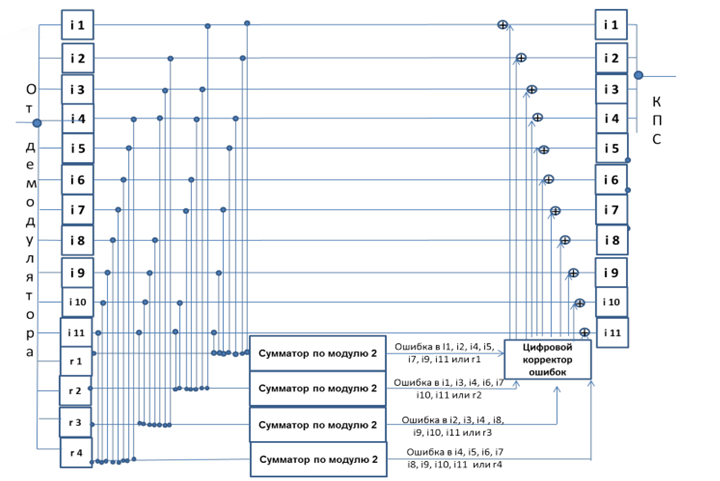 От демодулятора
i 1
i 2
i 3
i 4
i 5
i 6
i 7
i 8
i 9
i 10
i 11
r 1
r 2
r 3
r 4
Сумматор по модулю 2
Сумматор по модулю 2
Сумматор по модулю 2
Сумматор по модулю 2
Ошибка в I1, i2, i4, i5,
i7, i9, i11 или r1
Ошибка в i1, i3, i4, i6, i7
i10, i11 или r2
Ошибка в i2, i3, i4 , i8,
i9, i10, i11 или r3
Ошибка в i4, i5, i6, i7
i8, i9, i10, i11 или r4
Цифровой
корректор
ошибок
i 1
i 2
i 3
i 4
i 5
i 6
i 7
i 8
i 9
i 10
i 11
КПС